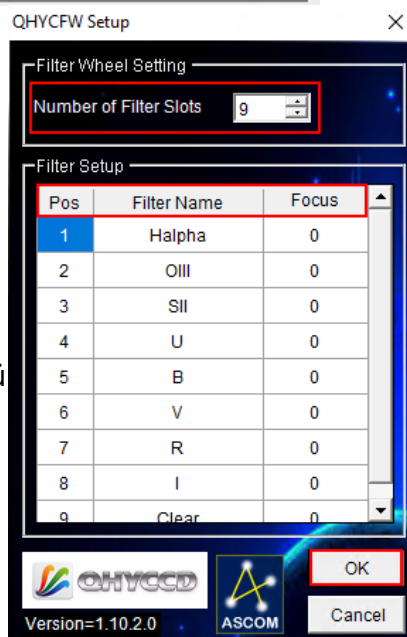 QHYCFW Setup
Filter Wheel Setting
Number of Filter Slots 9
Filter Setup
Pos Filter Name Focus
1 Halpha 0
2 OIII 0
3 SII 0
4 U 0
5 B 0
6 V 0
7 R 0
8 I 0
9 Clear 0
QHYCCD
ASCOM
OK
Version=1.10.2.0
Cancel